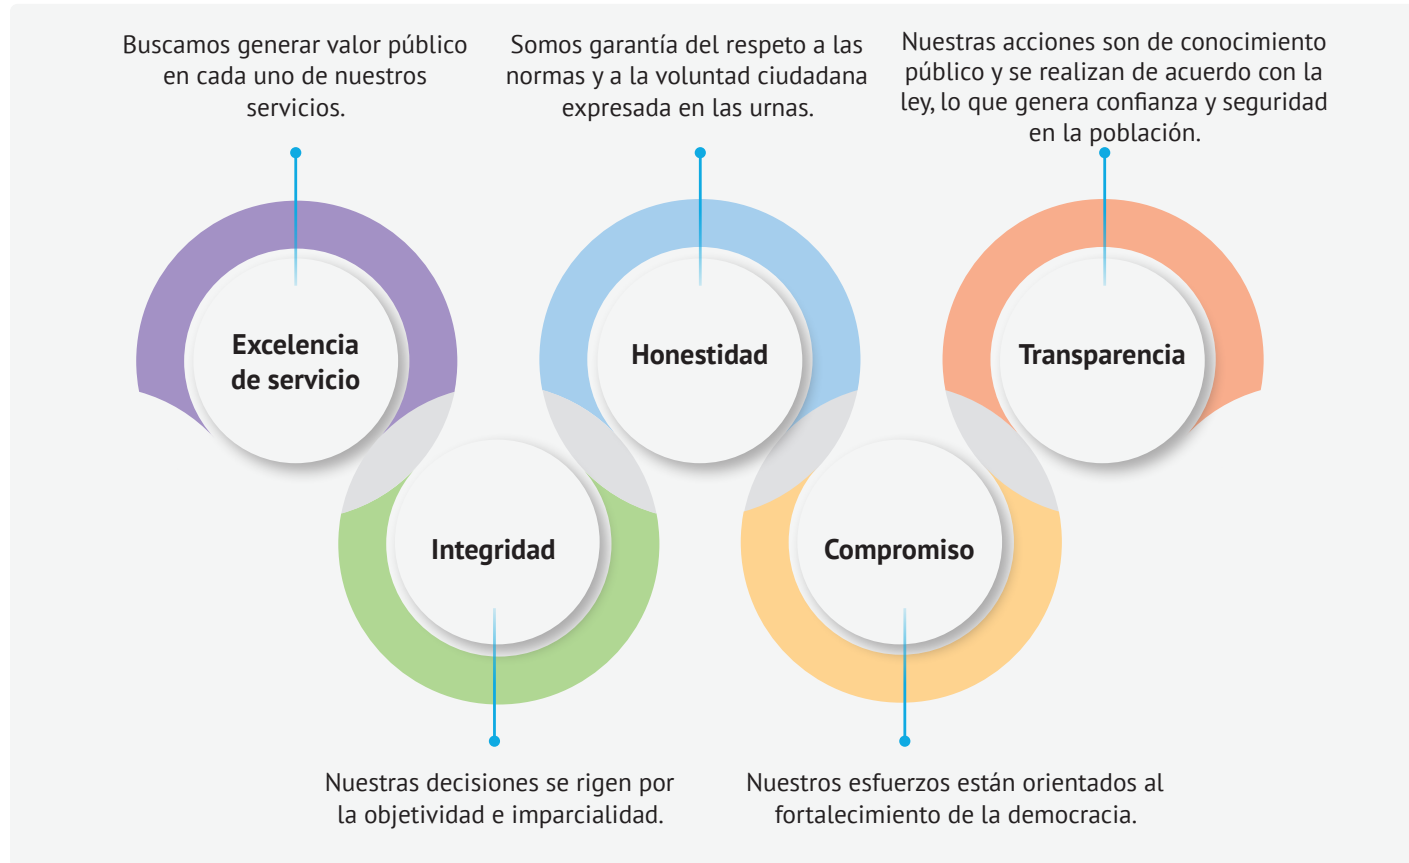 Buscamos generar valor público
en cada uno de nuestros
servicios.
Somos garantía del respeto a las
normas y a la voluntad ciudadana
expresada en las urnas.
Nuestras acciones son de conocimiento
público y se realizan de acuerdo con la
ley, lo que genera confianza y seguridad
en la población.
Excelencia
de servicio
Honestidad
Transparencia
Integridad
Compromiso
Nuestras decisiones se rigen por
la objetividad e imparcialidad.
Nuestros esfuerzos están orientados al
fortalecimiento de la democracia.